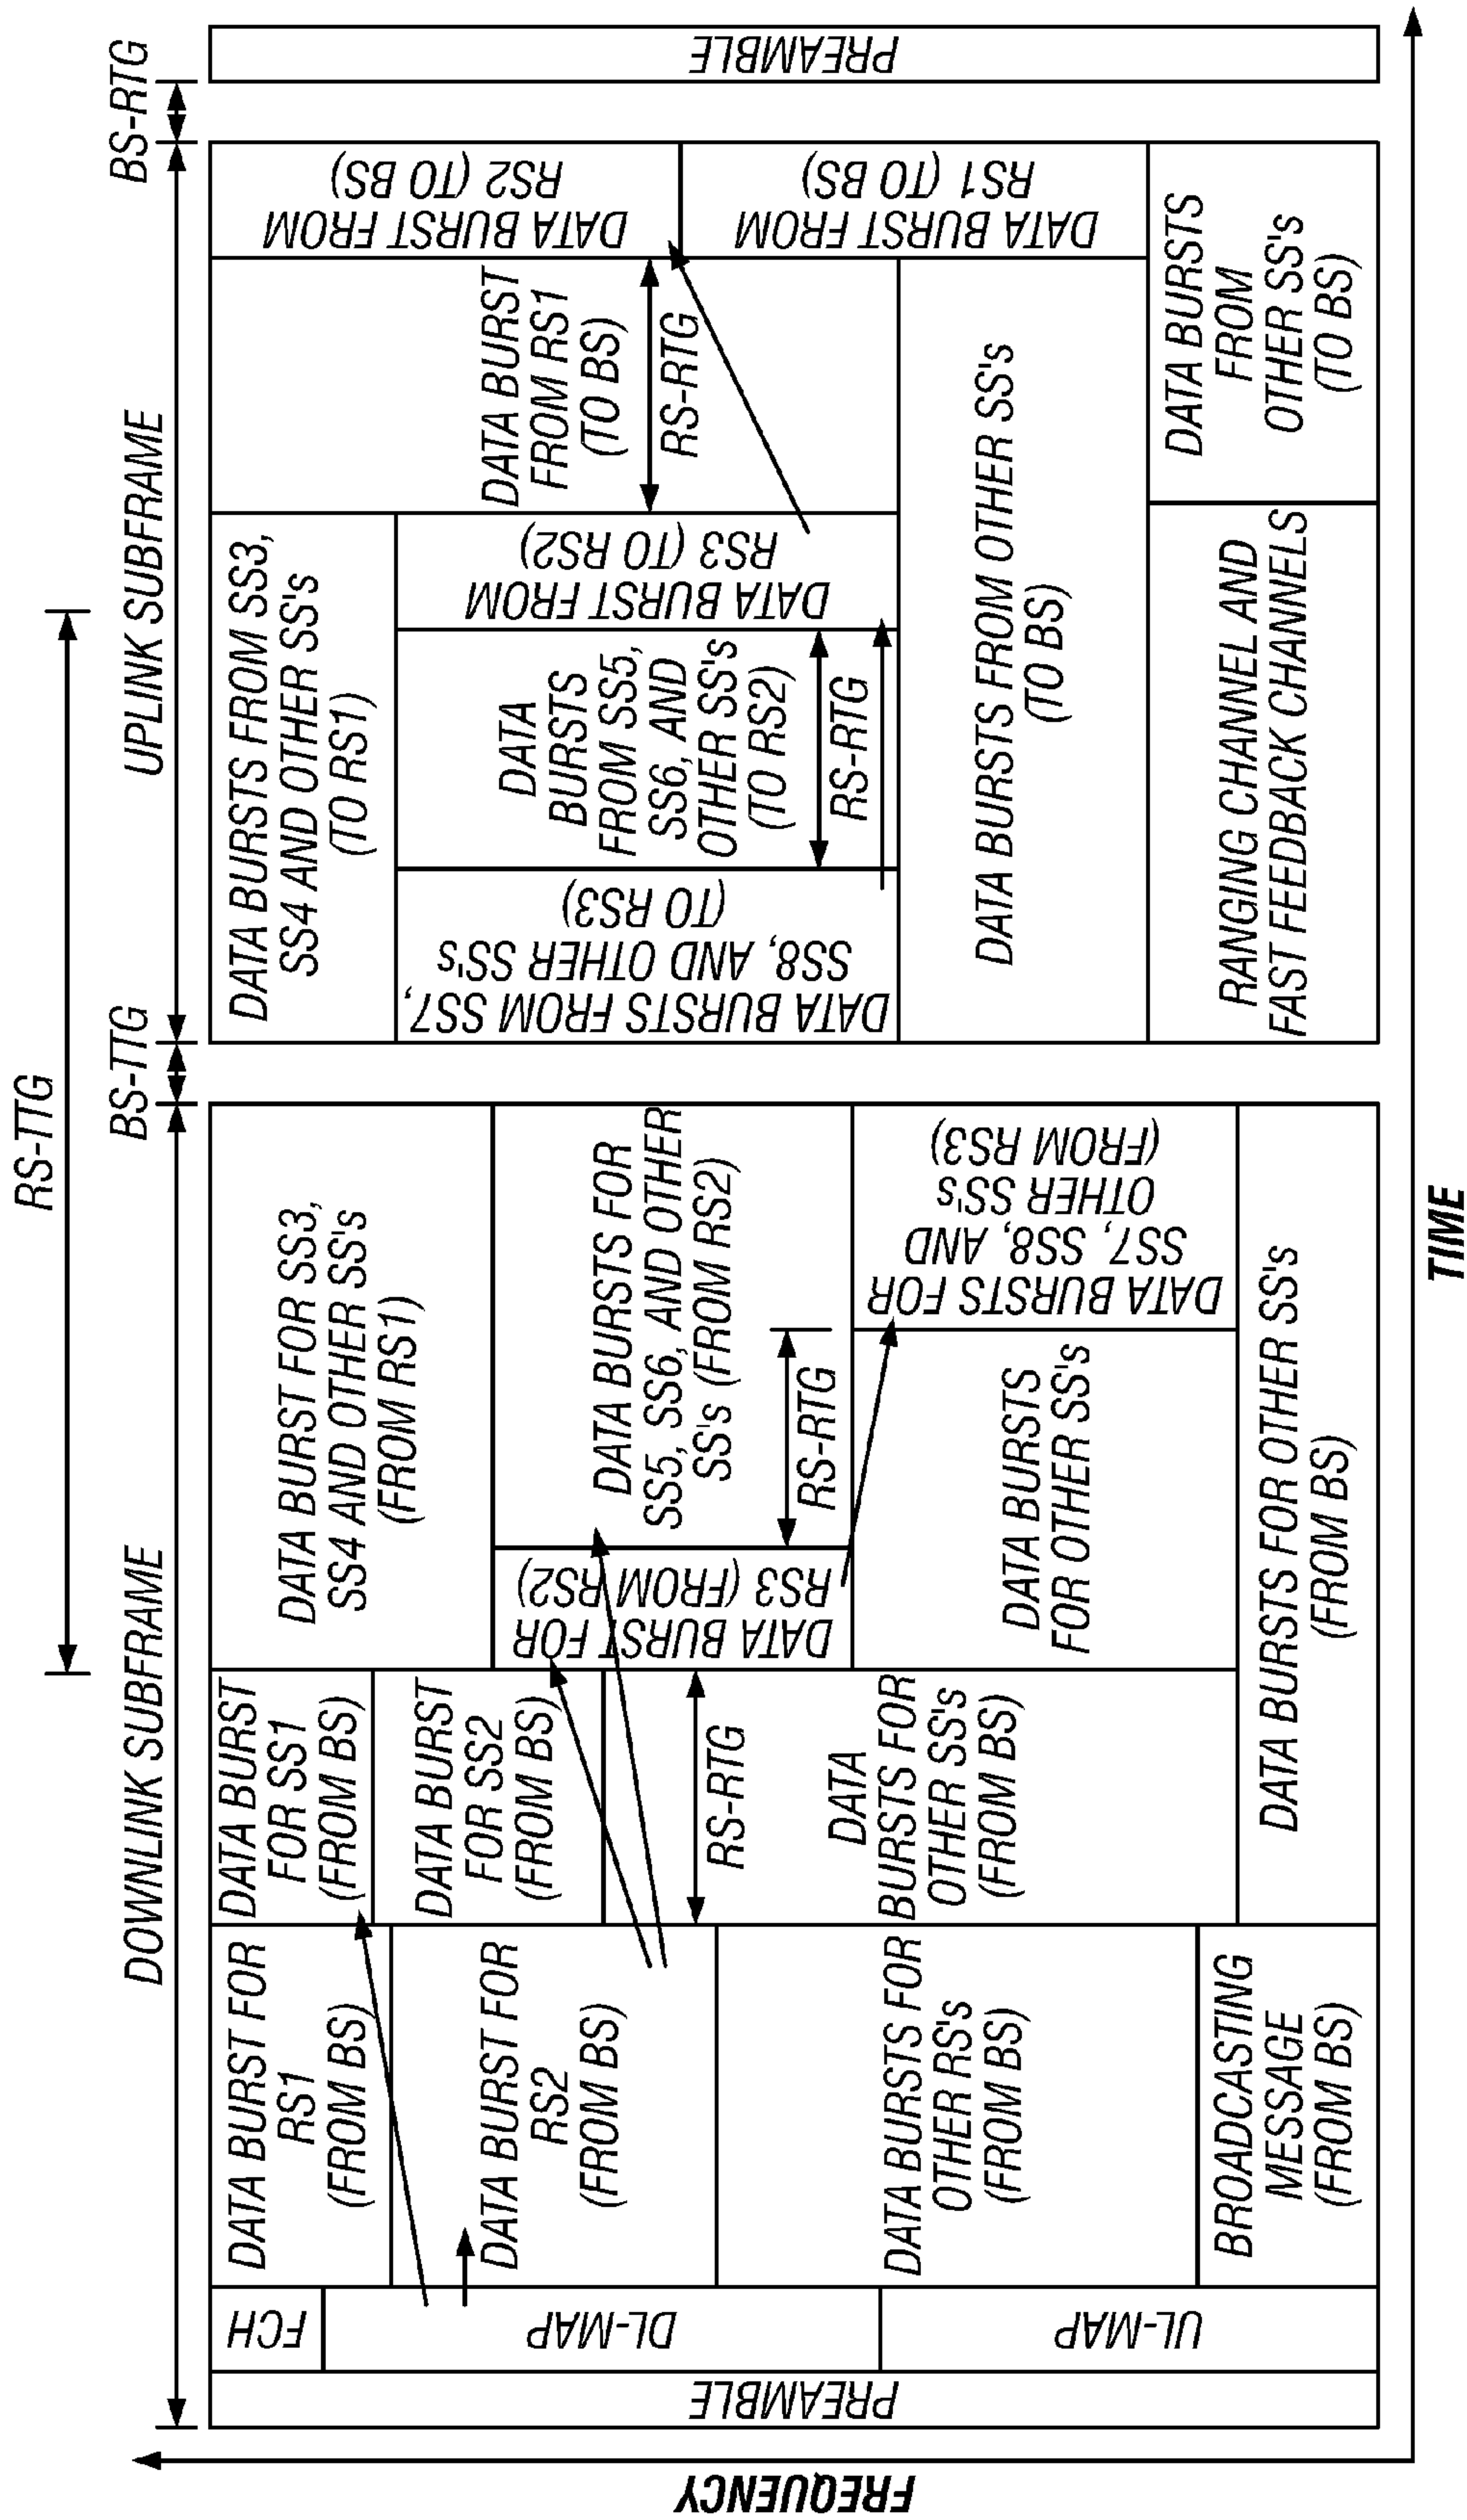 RS-TTG
DOWNLINK SUBFRAME
BS-TTG
UPLINK SUBFRAME
BS-RTG
FREQUENCY
PREAMBLE
FCH
DL-MAP
UL-MAP
DATA BURST FOR
RS1
(FROM BS)
DATA BURST FOR
RS2
(FROM BS)
DATA BURSTS FOR
OTHER RS's
(FROM BS)
BROADCASTING
MESSAGE
(FROM BS)
DATA BURST
FOR SS1
(FROM BS)
DATA BURST
FOR SS2
(FROM BS)
RS-RTG
DATA
BURSTS FOR
OTHER SS's
(FROM BS)
DATA BURST FOR SS3,
SS4 AND OTHER SS's
(FROM RS1)
DATA BURST FOR
RS3 (FROM RS2)
DATA BURSTS FOR
SS5, SS6, AND OTHER
SS's (FROM RS2)
RS-RTG
DATA BURSTS
FOR OTHER SS's
DATA BURSTS FOR
SS7, SS8, AND
OTHER SS's
(FROM RS3)
DATA BURSTS FOR OTHER SS's
(FROM BS)
DATA BURSTS FROM SS3,
SS4 AND OTHER SS's
(TO RS1)
DATA BURSTS FROM SS7,
SS8, AND OTHER SS's
(TO RS3)
DATA
BURSTS
FROM SS5,
SS6, AND
OTHER SS's
(TO RS2)
RS-RTG
DATA BURST FROM
RS3 (TO RS2)
DATA BURST
FROM RS1
(TO BS)
RS-RTG
DATA BURST FROM
RS2 (TO BS)
DATA BURST FROM
RS1 (TO BS)
DATA BURSTS FROM OTHER SS's
(TO BS)
RANGING CHANNEL AND
FAST FEEDBACK CHANNELS
DATA BURSTS
FROM
OTHER SS's
(TO BS)
PREAMBLE
TIME